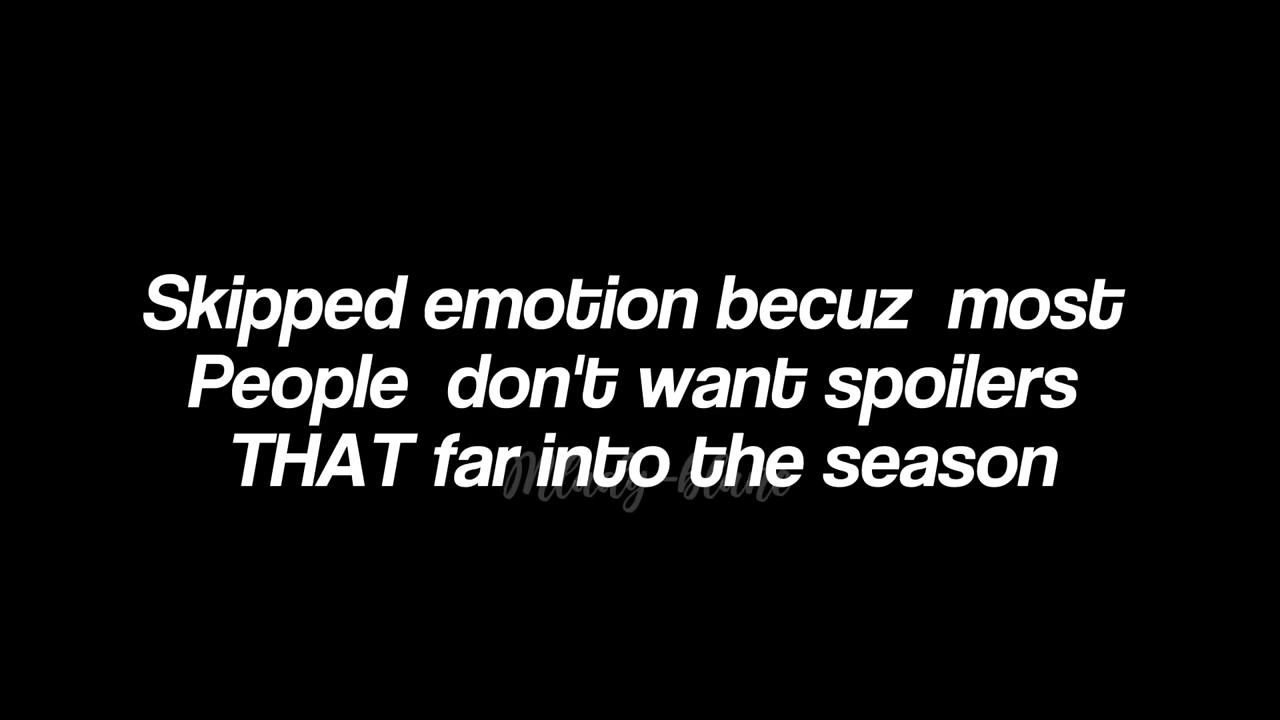 Skipped emotion becuz most
People don't want spoilers
THAT far into the season